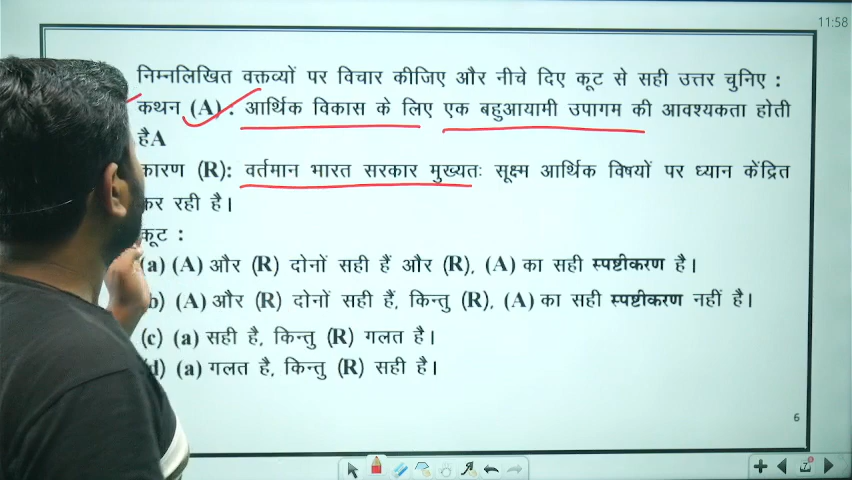 11:58
निम्नलिखित वक्तव्यों पर विचार कीजिए और नीचे दिए कूट से सही उत्तर चुनिए :
कथन (A) : आर्थिक विकास के लिए एक बहुआयामी उपागम की आवश्यकता होती
हैA
कारण (R): वर्तमान भारत सरकार मुख्यतः सूक्ष्म आर्थिक विषयों पर ध्यान केंद्रित
कर रही है।
कूट :
(a) (A) और (R) दोनों सही हैं और (R), (A) का सही स्पष्टीकरण है।
b) (A) और (R) दोनों सही हैं, किन्तु (R), (A) का सही स्पष्टीकरण नहीं है।
(c) (a) सही है, किन्तु (R) गलत है।
d) (a) गलत है, किन्तु (R) सही है।
6